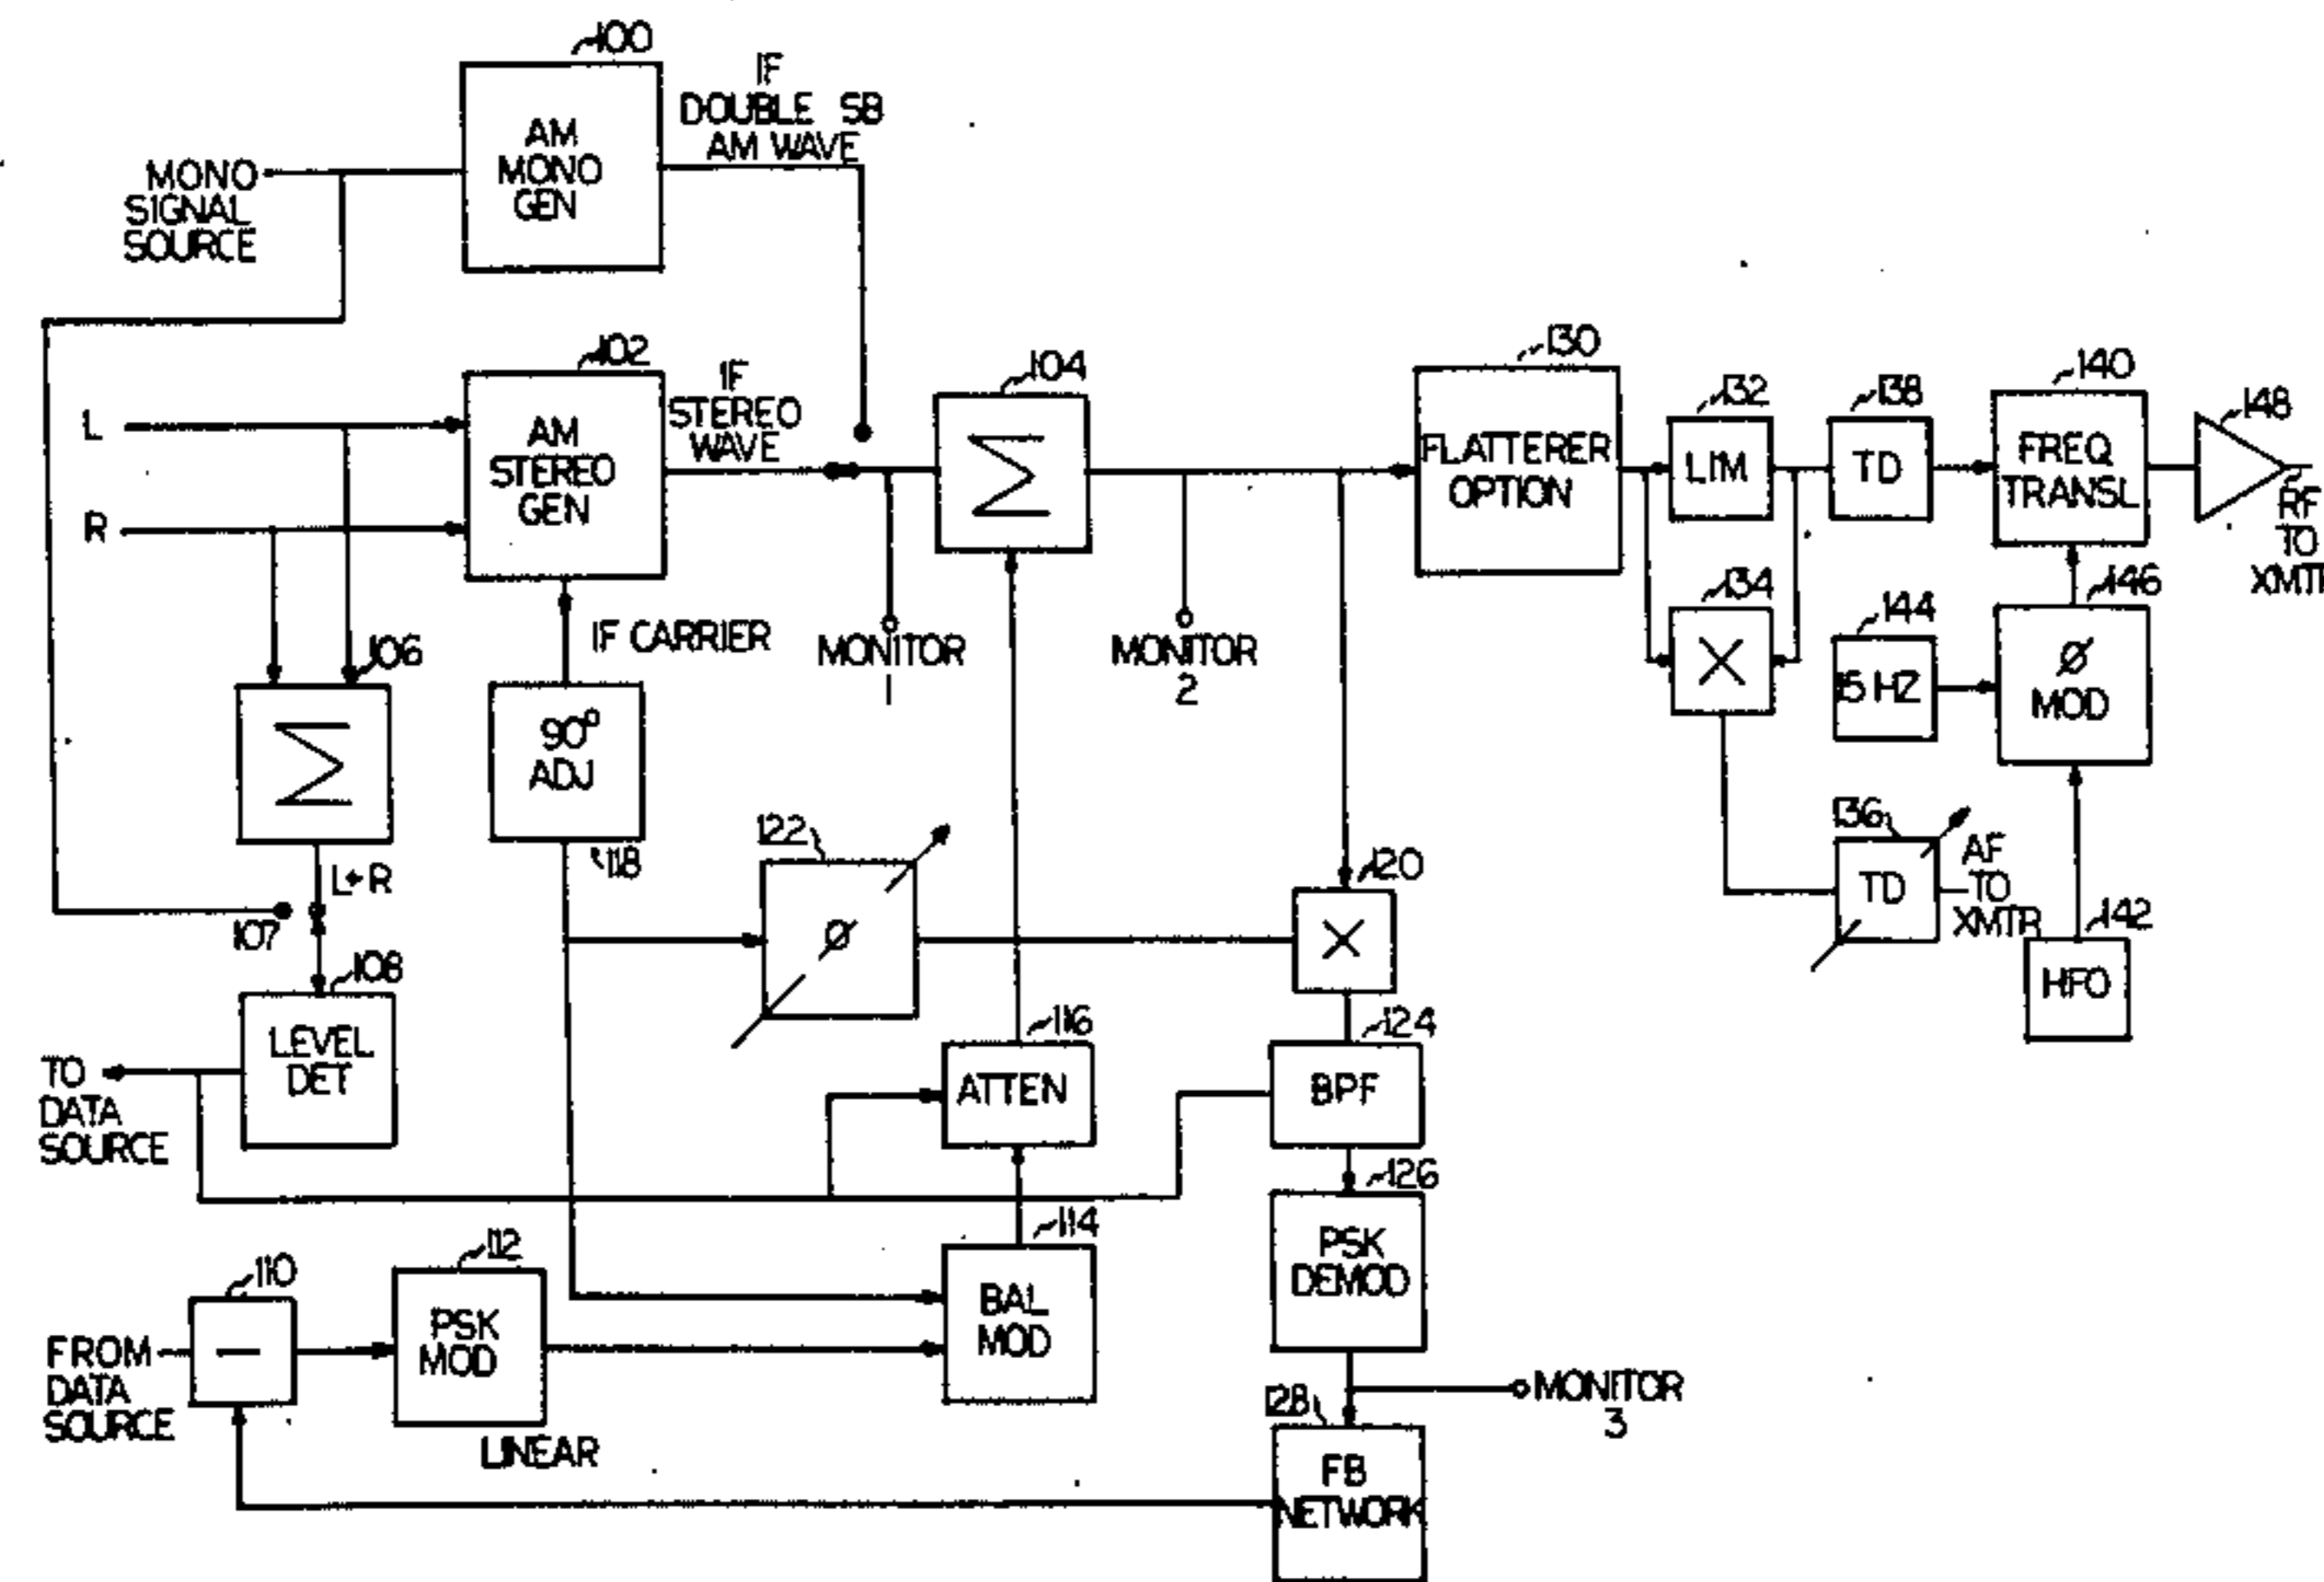 100
AM
MONO
GEN
IF
DOUBLE SB
AM WAVE
MONO
SIGNAL
SOURCE
102
AM
STEREO
GEN
IF
STEREO
WAVE
L
R
104
Σ
130
FLATTERER
OPTION
132
LIM
138
TD
140
FREQ
TRANSL
148
RF
TO
XMTR
106
Σ
IF CARRIER
MONITOR
1
MONITOR
2
134
X
144
15 HZ
146
Ø
MOD
90°
ADJ
118
122
Ø
120
X
136
TD
AF
TO
XMTR
142
HFO
L+R
107
108
LEVEL
DET
TO
DATA
SOURCE
116
ATTEN
124
BPF
126
PSK
DEMOD
110
—
FROM
DATA
SOURCE
112
PSK
MOD
LINEAR
114
BAL
MOD
MONITOR
3
128
FB
NETWORK